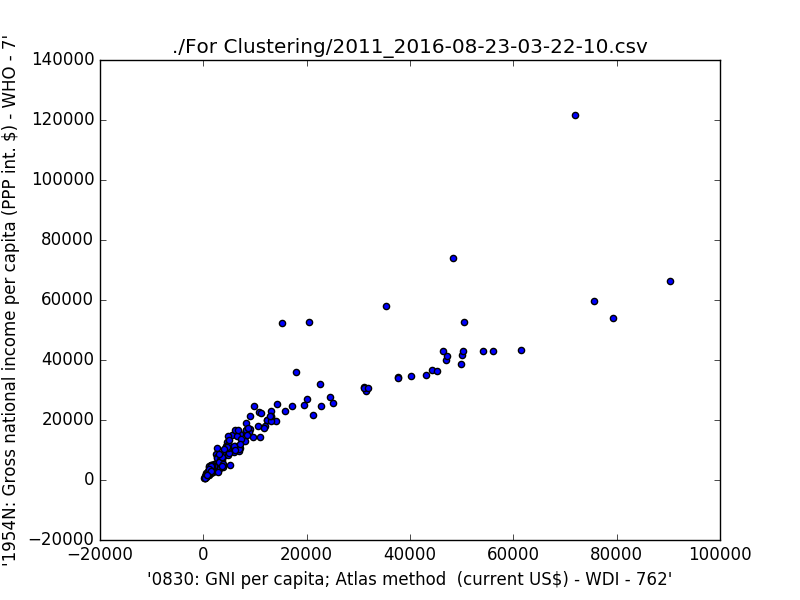 ./For Clustering/2011_2016-08-23-03-22-10.csv
'1954N: Gross national income per capita (PPP int. $) - WHO - 7'
140000
120000
100000
80000
60000
40000
20000
0
−20000
−20000 0 20000 40000 60000 80000 100000
'0830: GNI per capita; Atlas method  (current US$) - WDI - 762'